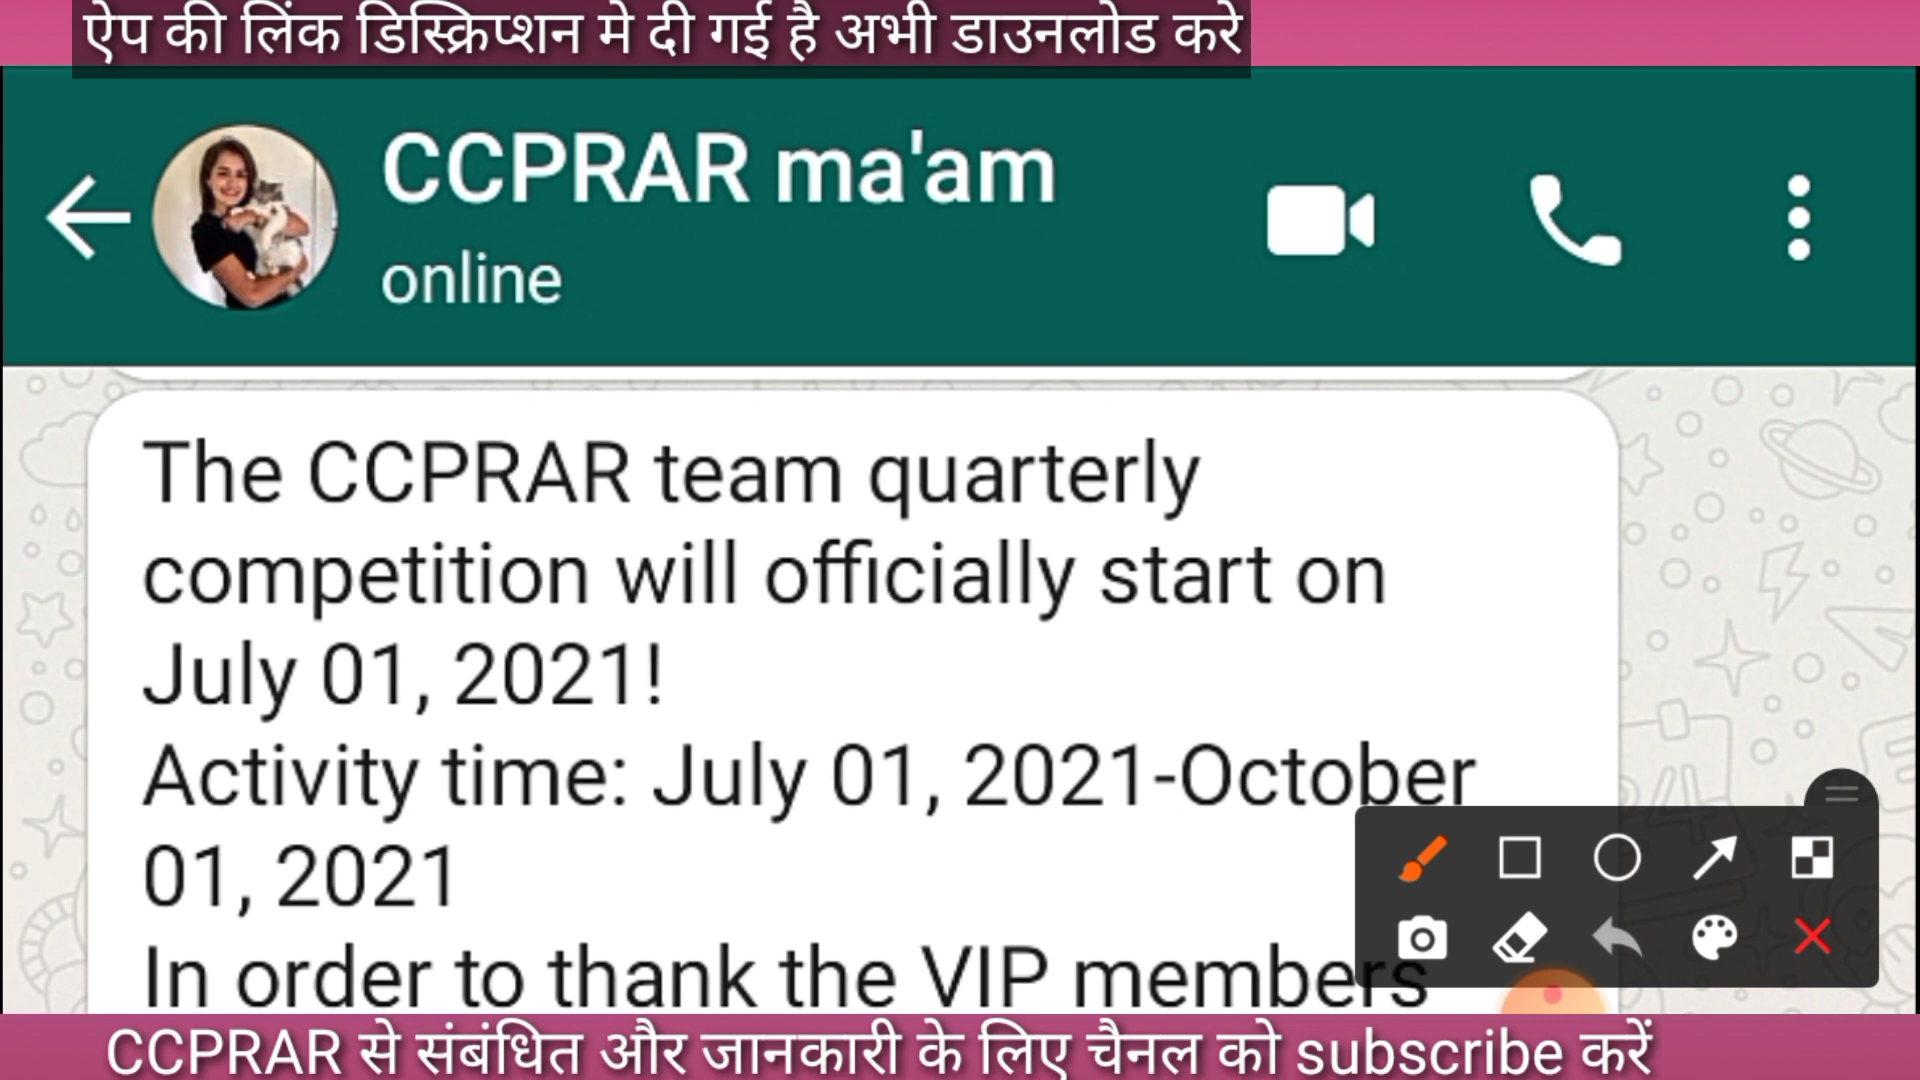 ऐप की लिंक डिस्क्रिप्शन मे दी गई है अभी डाउनलोड करे
CCPRAR ma'am
online
The CCPRAR team quarterly
competition will officially start on
July 01, 2021!
Activity time: July 01, 2021-October
01, 2021
In order to thank the VIP members
CCPRAR से संबंधित और जानकारी के लिए चैनल को subscribe करें